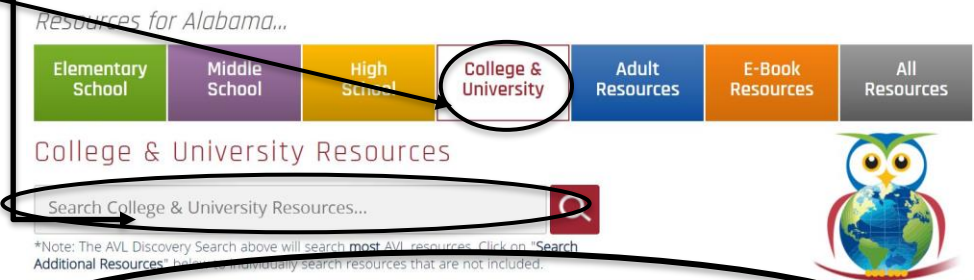 Resources for Alabama...
Elementary School
Middle School
High School
College & University
Adult Resources
E-Book Resources
All Resources
College & University Resources
Search College & University Resources...
*Note: The AVL Discovery Search above will search most AVL resources. Click on "Search
Additional Resources" below to individually search resources that are not included.